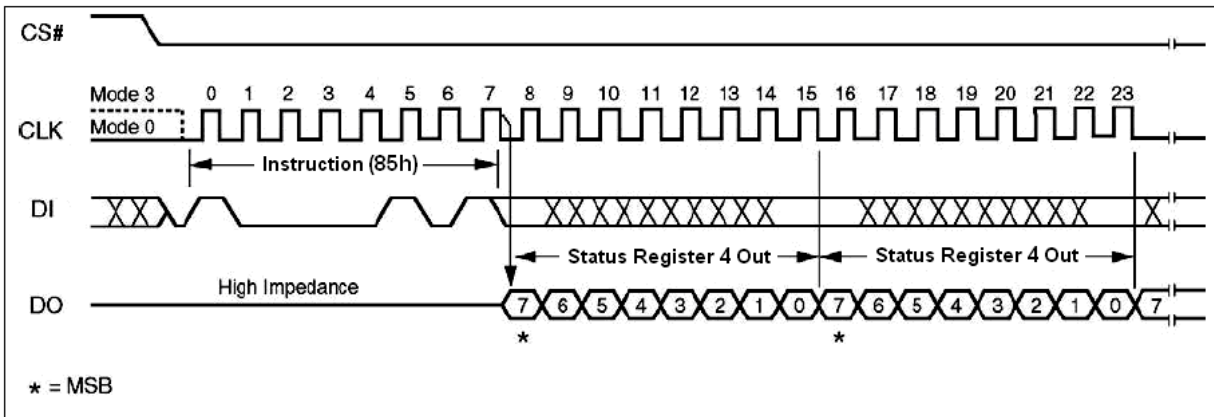 CS#
Mode 3
0 1 2 3 4 5 6 7 8 9 10 11 12 13 14 15 16 17 18 19 20 21 22 23
CLK
Mode 0
Instruction (85h)
DI
Status Register 4 Out
Status Register 4 Out
High Impedance
DO
7 6 5 4 3 2 1 0 7 6 5 4 3 2 1 0 7
* *
* = MSB